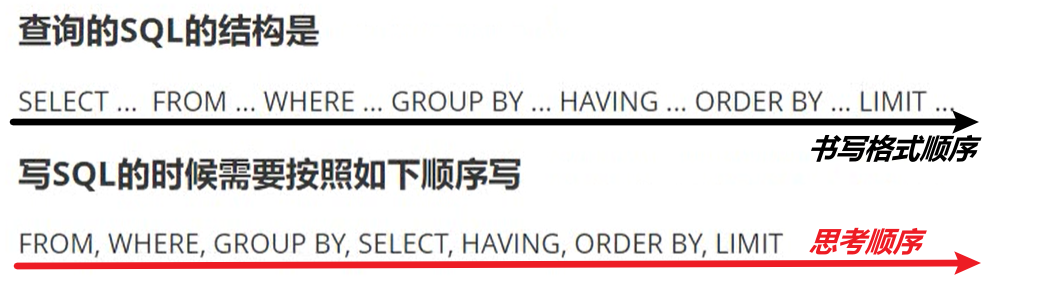 查询的SQL的结构是
SELECT ... FROM ... WHERE ... GROUP BY ... HAVING ... ORDER BY ... LIMIT ...
书写格式顺序
写SQL的时候需要按照如下顺序写
FROM, WHERE, GROUP BY, SELECT, HAVING, ORDER BY, LIMIT
思考顺序